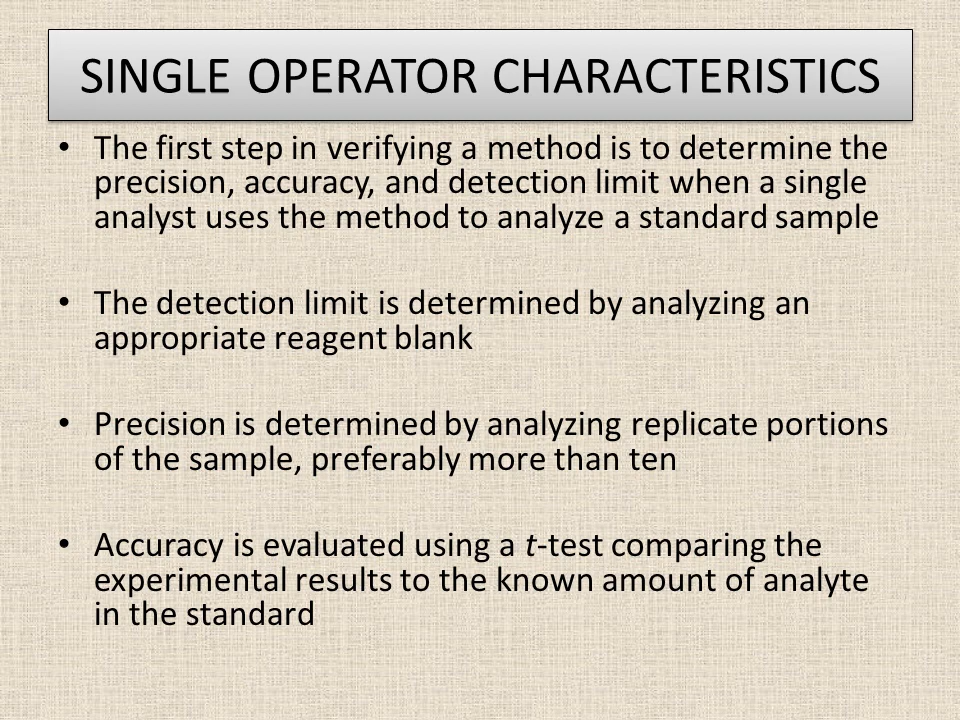 SINGLE OPERATOR CHARACTERISTICS
• The first step in verifying a method is to determine the
precision, accuracy, and detection limit when a single
analyst uses the method to analyze a standard sample
• The detection limit is determined by analyzing an
appropriate reagent blank
• Precision is determined by analyzing replicate portions
of the sample, preferably more than ten
• Accuracy is evaluated using a t-test comparing the
experimental results to the known amount of analyte
in the standard